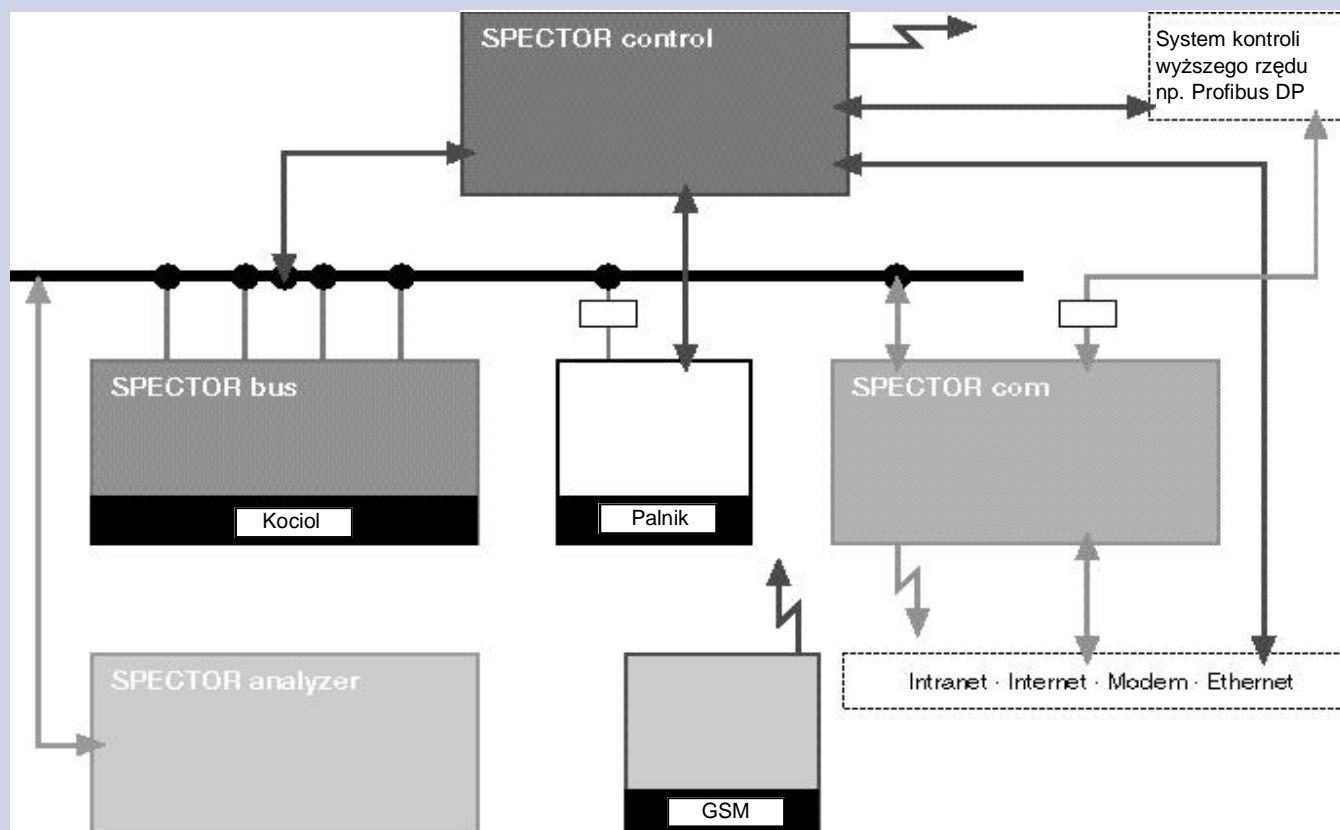 SPECTOR control
System kontroli
wyższego rzędu
np. Profibus DP
SPECTOR bus
SPECTOR com
Kociol
Palnik
SPECTOR analyzer
Intranet · Internet · Modem · Ethernet
GSM